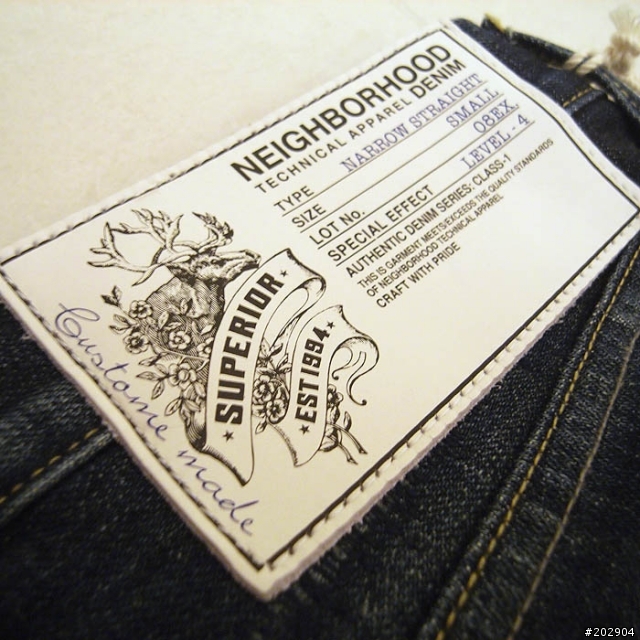 NEIGHBORHOOD
TECHNICAL APPAREL DENIM
TYPE NARROW STRAIGHT
SIZE SMALL
LOT No. 08EX.
SPECIAL EFFECT LEVEL-4
AUTHENTIC DENIM SERIES: CLASS-1
THIS IS GARMENT MEETS EXCEEDS THE QUALITY STANDARDS
OF NEIGHBORHOOD TECHNICAL APPAREL
CRAFT WITH PRIDE
SUPERIOR
EST 1994
Custome made
#202904